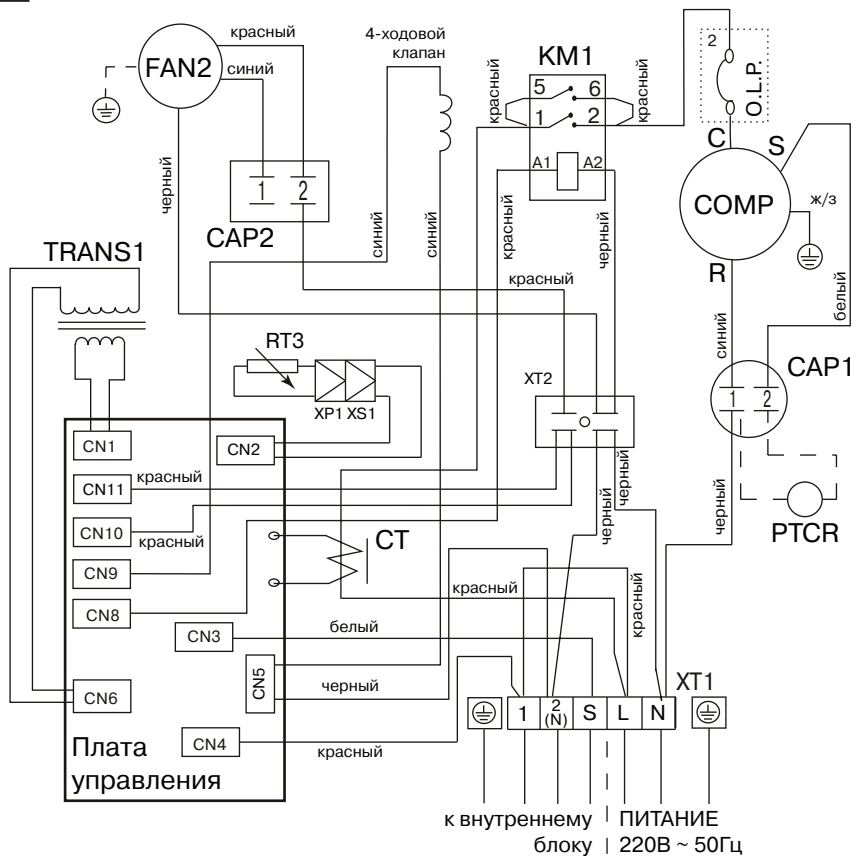 красный
4-ходовой
клапан
FAN2
синий
KM1
красный
5
6
1
2
красный
2
O.L.P.
C
S
A1
A2
COMP
ж/з
R
черный
1
2
CAP2
синий
синий
красный
черный
красный
TRANS1
белый
синий
CAP1
1
2
RT3
XP1
XS1
XT2
PTCR
CN1
CN2
CN11
красный
CN10
красный
CN9
CN8
CT
черный
черный
черный
красный
красный
CN3
белый
CN5
черный
CN6
CN4
красный
XT1
1
2
(N)
S
L
N
Плата
управления
к внутреннему
блоку
ПИТАНИЕ
220В ~ 50Гц